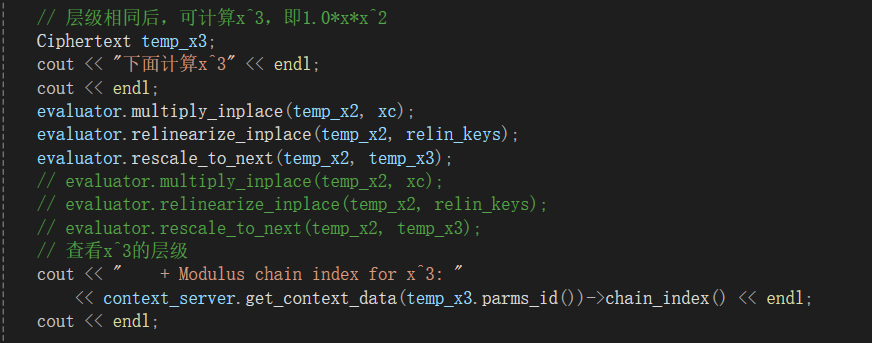 // 层级相同后，可计算x^3，即1.0*x*x^2
Ciphertext temp_x3;
cout << "下面计算x^3" << endl;
cout << endl;
evaluator.multiply_inplace(temp_x2, xc);
evaluator.relinearize_inplace(temp_x2, relin_keys);
evaluator.rescale_to_next(temp_x2, temp_x3);
// evaluator.multiply_inplace(temp_x2, xc);
// evaluator.relinearize_inplace(temp_x2, relin_keys);
// evaluator.rescale_to_next(temp_x2, temp_x3);
// 查看x^3的层级
cout << "    + Modulus chain index for x^3: "
    << context_server.get_context_data(temp_x3.parms_id())->chain_index() << endl;
cout << endl;